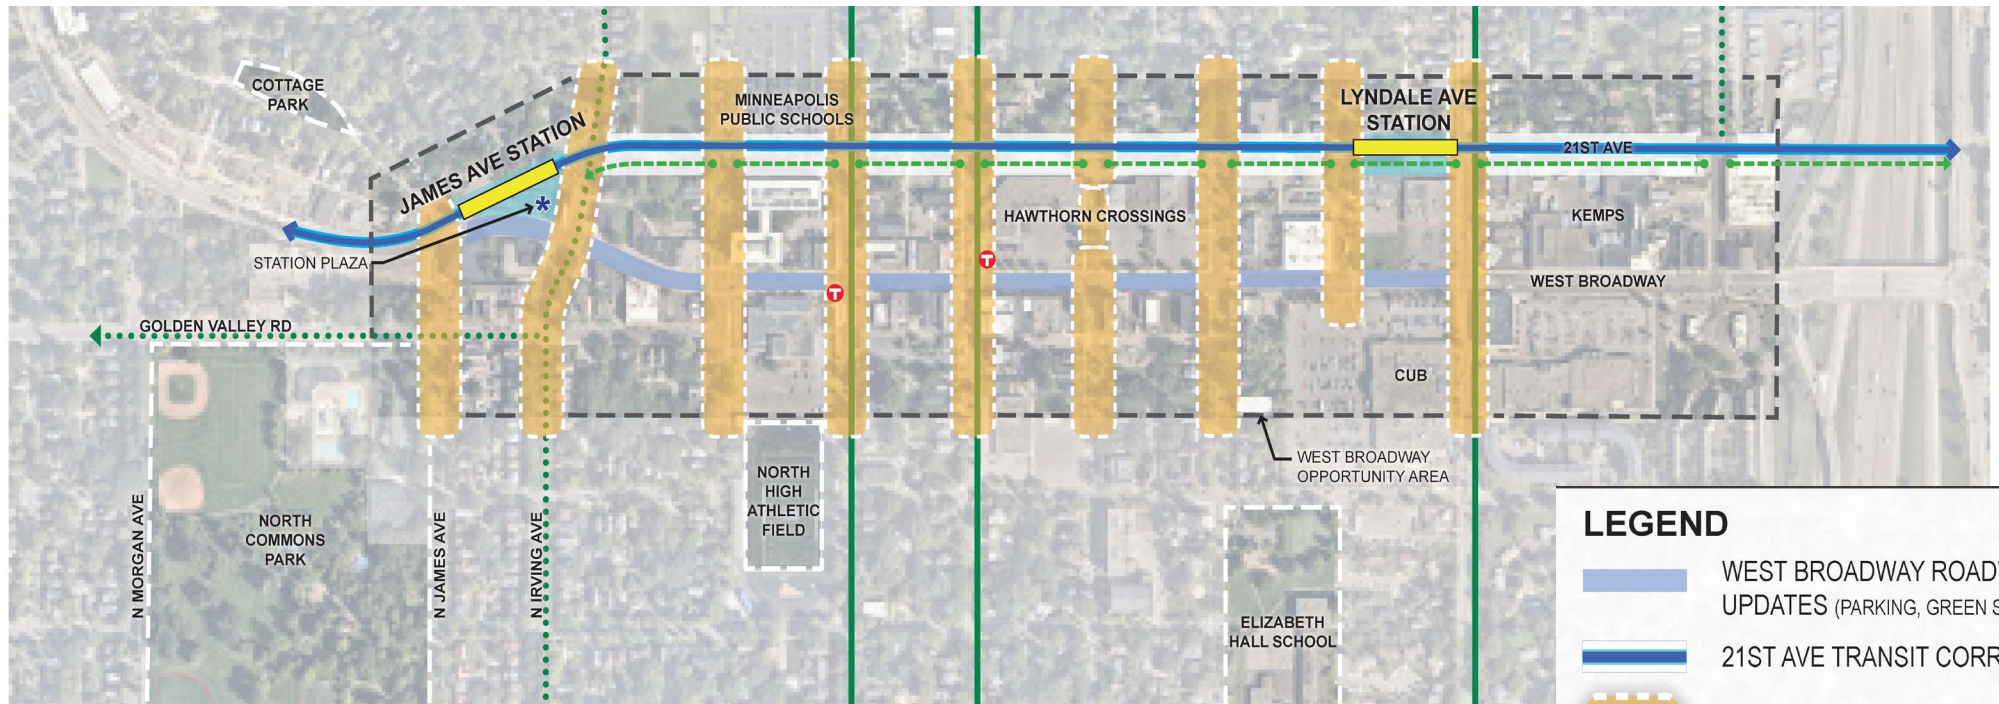 COTTAGE
PARK
JAMES AVE STATION
MINNEAPOLIS
PUBLIC SCHOOLS
LYNDALE AVE
STATION
21ST AVE
*
HAWTHORN CROSSINGS
KEMPS
STATION PLAZA
T
T
WEST BROADWAY
GOLDEN VALLEY RD
CUB
WEST BROADWAY
OPPORTUNITY AREA
NORTH
HIGH
ATHLETIC
FIELD
N MORGAN AVE
NORTH
COMMONS
PARK
N JAMES AVE
N IRVING AVE
ELIZABETH
HALL SCHOOL
LEGEND
WEST BROADWAY ROAD
UPDATES (PARKING, GREEN S
21ST AVE TRANSIT CORR